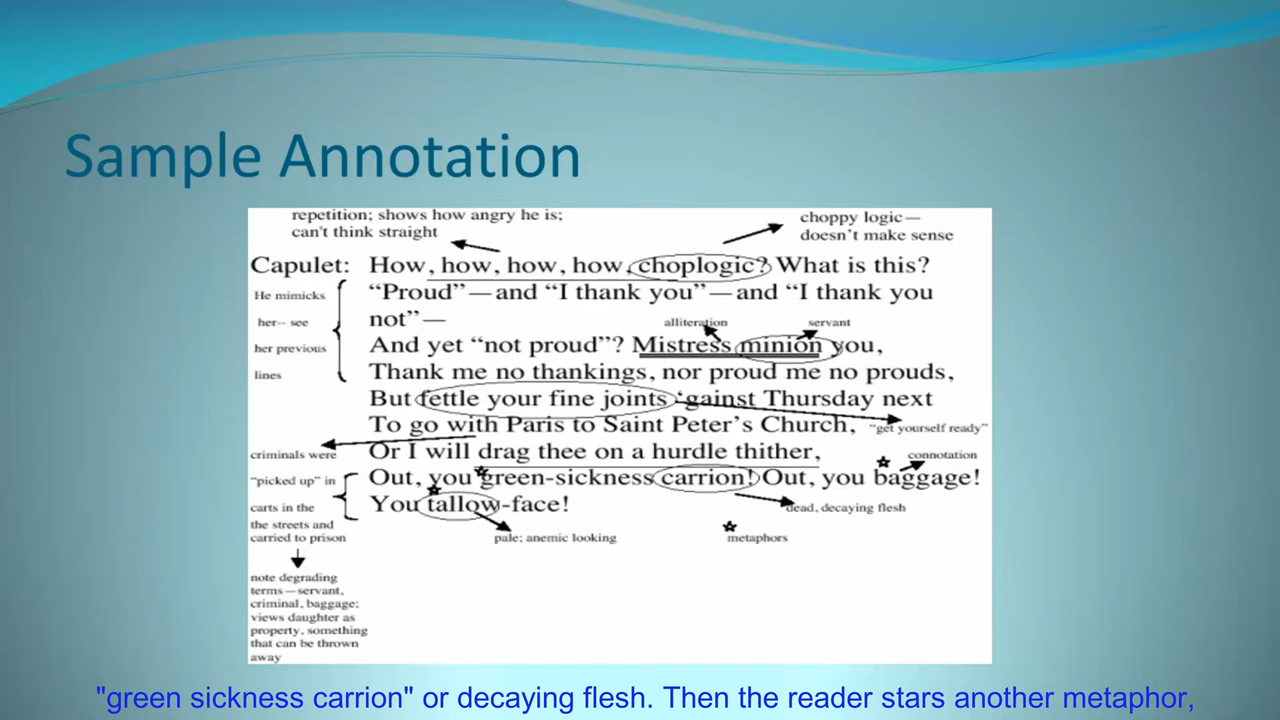 Sample Annotation
repetition; shows how angry he is;
can't think straight
choppy logic—
doesn't make sense
Capulet: How, how, how, how, choplogic? What is this?
He mimicks
"Proud"—and "I thank you"—and "I thank you
her-- see
not"—
alliteration
servant
her previous
And yet "not proud"? Mistress minion you,
lines
Thank me no thankings, nor proud me no prouds,
But fettle your fine joints 'gainst Thursday next
To go with Paris to Saint Peter's Church,
"get yourself ready"
criminals were
Or I will drag thee on a hurdle thither,
connotation
"picked up" in
Out, you green-sickness carrion! Out, you baggage!
carts in the
You tallow-face!
dead, decaying flesh
the streets and
carried to prison
pale; anemic looking
metaphors
note degrading
terms—servant,
criminal, baggage;
views daughter as
property, something
that can be thrown
away
"green sickness carrion" or decaying flesh. Then the reader stars another metaphor,